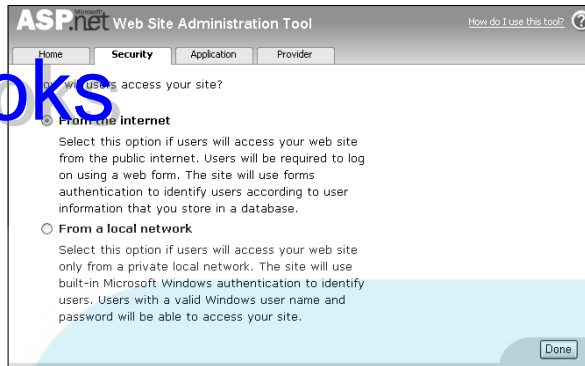 Microsoft
ASP.net Web Site Administration Tool
How do I use this tool? ?
Home Security Application Provider
How will users access your site?
oks
From the internet
Select this option if users will access your web site
from the public internet. Users will be required to log
on using a web form. The site will use forms
authentication to identify users according to user
information that you store in a database.
From a local network
Select this option if users will access your web site
only from a private local network. The site will use
built-in Microsoft Windows authentication to identify
users. Users with a valid Windows user name and
password will be able to access your site.
Done